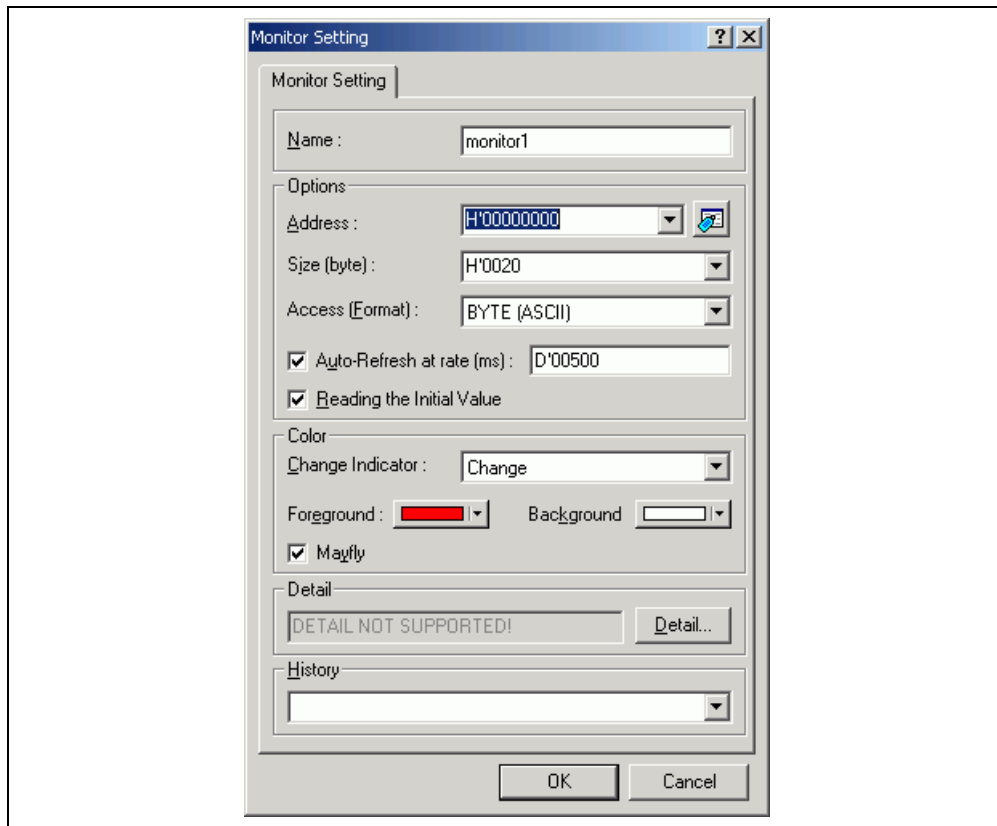 Monitor Setting
Monitor Setting
Name :
monitor1
Options
Address :
H'00000000
Size (byte) :
H'0020
Access (Format) :
BYTE (ASCII)
Auto-Refresh at rate (ms) :
D'00500
Reading the Initial Value
Color
Change Indicator :
Change
Foreground :
Background
Mayfly
Detail
DETAIL NOT SUPPORTED!
Detail...
History
OK
Cancel